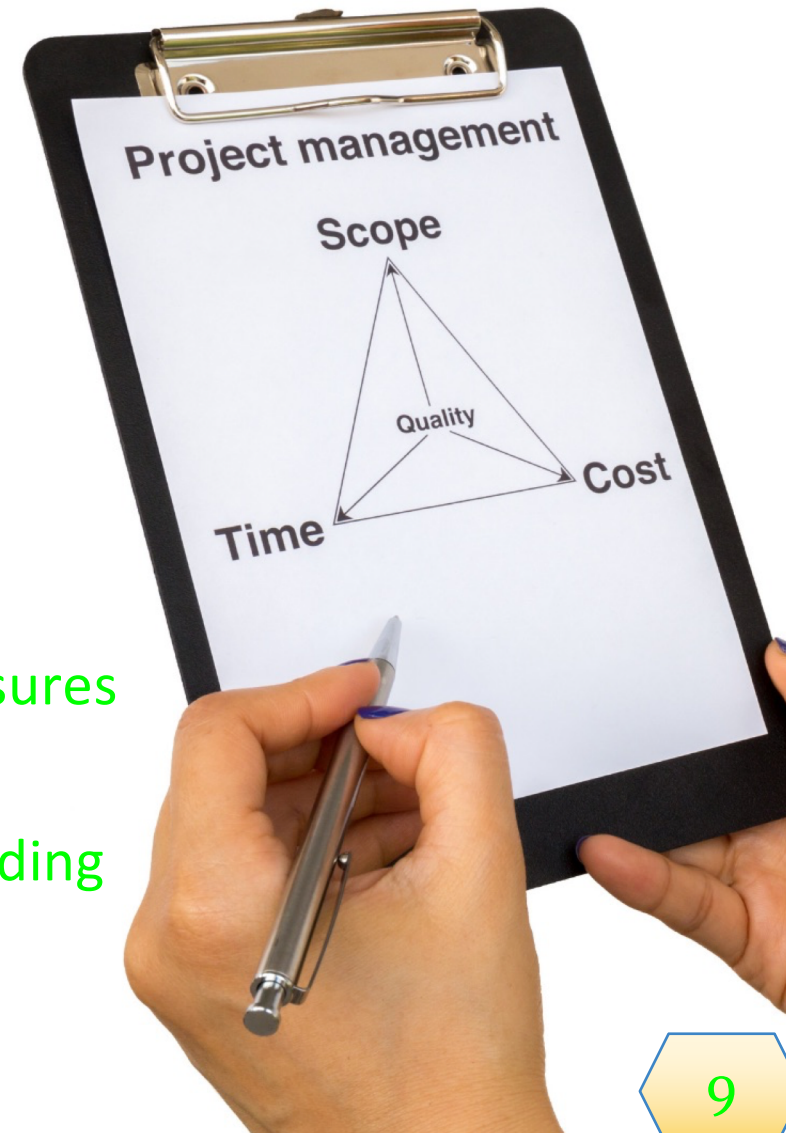 Project management
Scope
Quality
Cost
Time
sures
ding
9